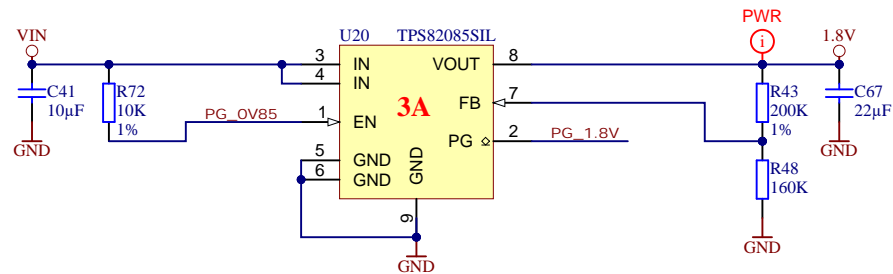 PWR
VIN
U20 TPS82085SIL
1.8V
3 IN VOUT 8
4 IN
C41
10µF
R72
10K
1%
3A
FB 7
R43
200K
1%
C67
22µF
PG_0V85
1 EN
PG 2
PG_1.8V
GND
GND
5 GND
6 GND
GND
9
R48
160K
GND
GND
i